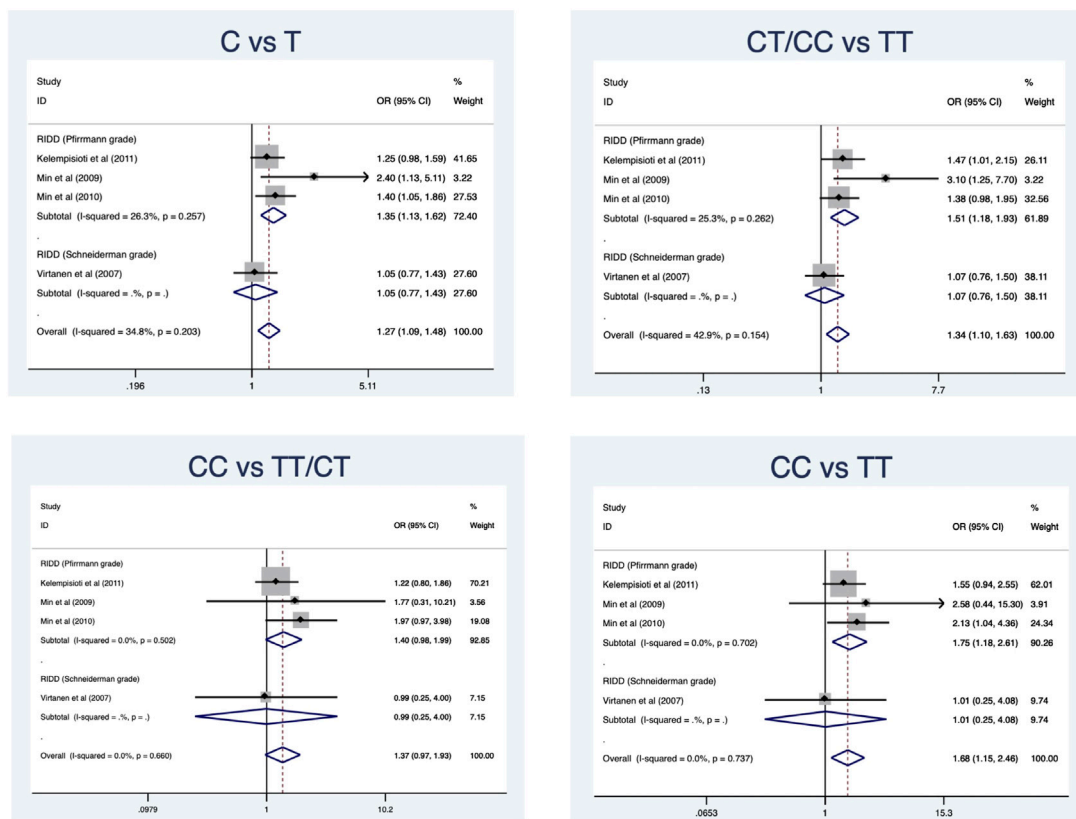 C vs T
Study %
ID OR (95% CI) Weight
RIDD (Pfirrmann grade)
Kelempisioti et al (2011) 1.25 (0.98, 1.59) 41.65
Min et al (2009) 2.40 (1.13, 5.11) 3.22
Min et al (2010) 1.40 (1.05, 1.86) 27.53
Subtotal (I-squared = 26.3%, p = 0.257) 1.35 (1.13, 1.62) 72.40
.
RIDD (Schneiderman grade)
Virtanen et al (2007) 1.05 (0.77, 1.43) 27.60
Subtotal (I-squared = .%, p = .) 1.05 (0.77, 1.43) 27.60
.
Overall (I-squared = 34.8%, p = 0.203) 1.27 (1.09, 1.48) 100.00
.196 1 5.11
CT/CC vs TT
Study %
ID OR (95% CI) Weight
RIDD (Pfirrmann grade)
Kelempisioti et al (2011) 1.47 (1.01, 2.15) 26.11
Min et al (2009) 3.10 (1.25, 7.70) 3.22
Min et al (2010) 1.38 (0.98, 1.95) 32.56
Subtotal (I-squared = 25.3%, p = 0.262) 1.51 (1.18, 1.93) 61.89
.
RIDD (Schneiderman grade)
Virtanen et al (2007) 1.07 (0.76, 1.50) 38.11
Subtotal (I-squared = .%, p = .) 1.07 (0.76, 1.50) 38.11
.
Overall (I-squared = 42.9%, p = 0.154) 1.34 (1.10, 1.63) 100.00
.13 1 7.7
CC vs TT/CT
Study %
ID OR (95% CI) Weight
RIDD (Pfirrmann grade)
Kelempisioti et al (2011) 1.22 (0.80, 1.86) 70.21
Min et al (2009) 1.77 (0.31, 10.21) 3.56
Min et al (2010) 1.97 (0.97, 3.98) 19.08
Subtotal (I-squared = 0.0%, p = 0.502) 1.40 (0.98, 1.99) 92.85
.
RIDD (Schneiderman grade)
Virtanen et al (2007) 0.99 (0.25, 4.00) 7.15
Subtotal (I-squared = .%, p = .) 0.99 (0.25, 4.00) 7.15
.
Overall (I-squared = 0.0%, p = 0.660) 1.37 (0.97, 1.93) 100.00
.0979 1 10.2
CC vs TT
Study %
ID OR (95% CI) Weight
RIDD (Pfirrmann grade)
Kelempisioti et al (2011) 1.55 (0.94, 2.55) 62.01
Min et al (2009) 2.58 (0.44, 15.30) 3.91
Min et al (2010) 2.13 (1.04, 4.36) 24.34
Subtotal (I-squared = 0.0%, p = 0.702) 1.75 (1.18, 2.61) 90.26
.
RIDD (Schneiderman grade)
Virtanen et al (2007) 1.01 (0.25, 4.08) 9.74
Subtotal (I-squared = .%, p = .) 1.01 (0.25, 4.08) 9.74
.
Overall (I-squared = 0.0%, p = 0.737) 1.68 (1.15, 2.46) 100.00
.0653 1 15.3